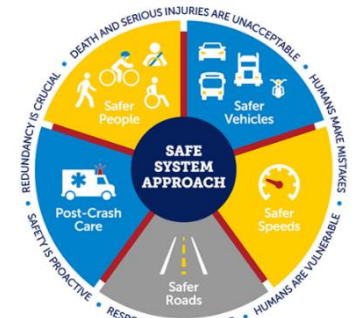 DEATH AND SERIOUS INJURIES ARE UNACCEPTABLE
•
HUMANS MAKE MISTAKES
•
HUMANS ARE VULNERABLE
•
SAFETY IS PROACTIVE
•
REDUNDANCY IS CRUCIAL
•
Safer
People
Safer
Vehicles
SAFE
SYSTEM
APPROACH
Post-Crash
Care
Safer
Speeds
Safer
Roads